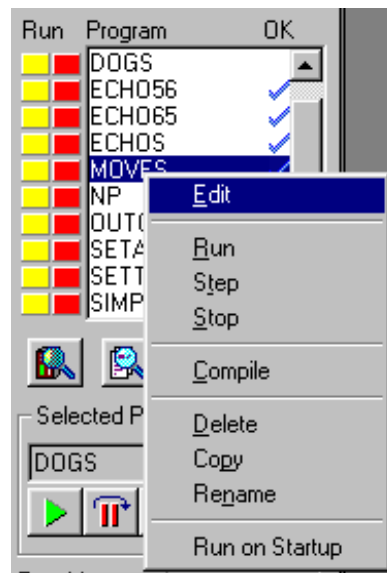 Run Program OK
DOGS
ECHO56
ECHO65
ECHOS
MOVES
NP
Edit
Run
Step
Stop
Compile
Delete
Copy
Rename
Run on Startup
Selected P
DOGS